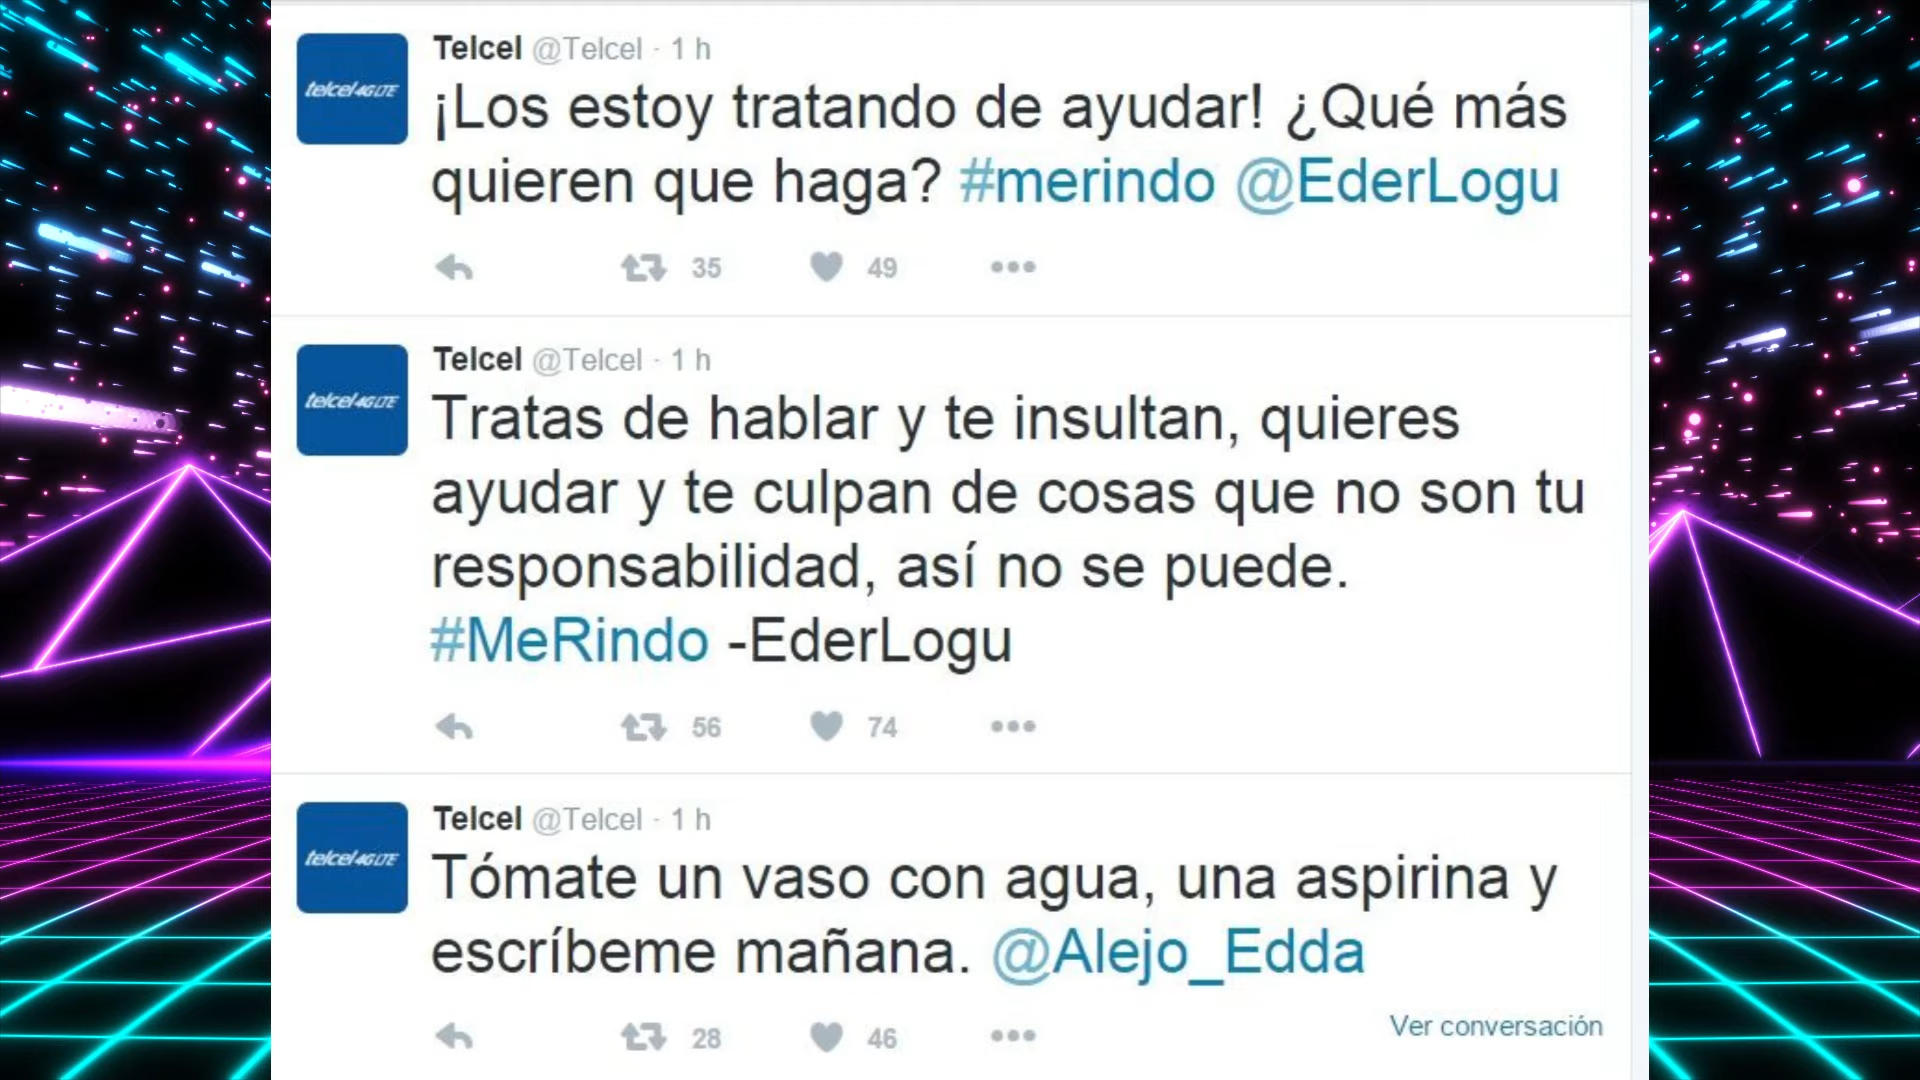 Telcel @Telcel · 1 h
telcel4GLTE
¡Los estoy tratando de ayudar! ¿Qué más
quieren que haga? #merindo @EderLogu
35 49
Telcel @Telcel · 1 h
telcel4GLTE
Tratas de hablar y te insultan, quieres
ayudar y te culpan de cosas que no son tu
responsabilidad, así no se puede.
#MeRindo -EderLogu
56 74
Telcel @Telcel · 1 h
telcel4GLTE
Tómate un vaso con agua, una aspirina y
escríbeme mañana. @Alejo_Edda
Ver conversación
28 46